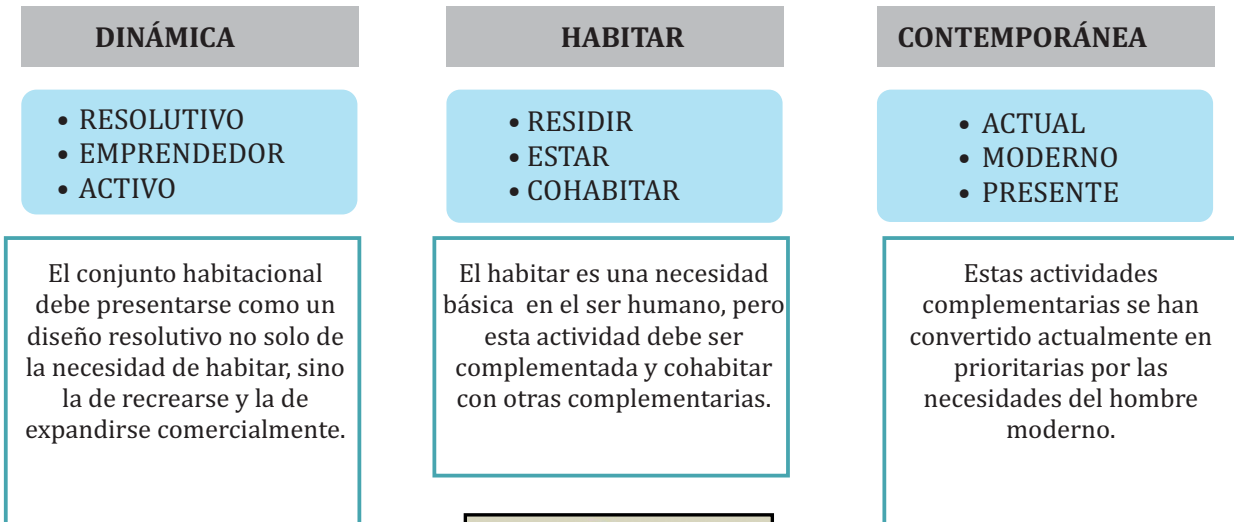 DINÁMICA
• RESOLUTIVO
• EMPRENDEDOR
• ACTIVO
El conjunto habitacional
debe presentarse como un
diseño resolutivo no solo de
la necesidad de habitar, sino
la de recrearse y la de
expandirse comercialmente.
HABITAR
• RESIDIR
• ESTAR
• COHABITAR
El habitar es una necesidad
básica en el ser humano, pero
esta actividad debe ser
complementada y cohabitar
con otras complementarias.
CONTEMPORÁNEA
• ACTUAL
• MODERNO
• PRESENTE
Estas actividades
complementarias se han
convertido actualmente en
prioritarias por las
necesidades del hombre
moderno.